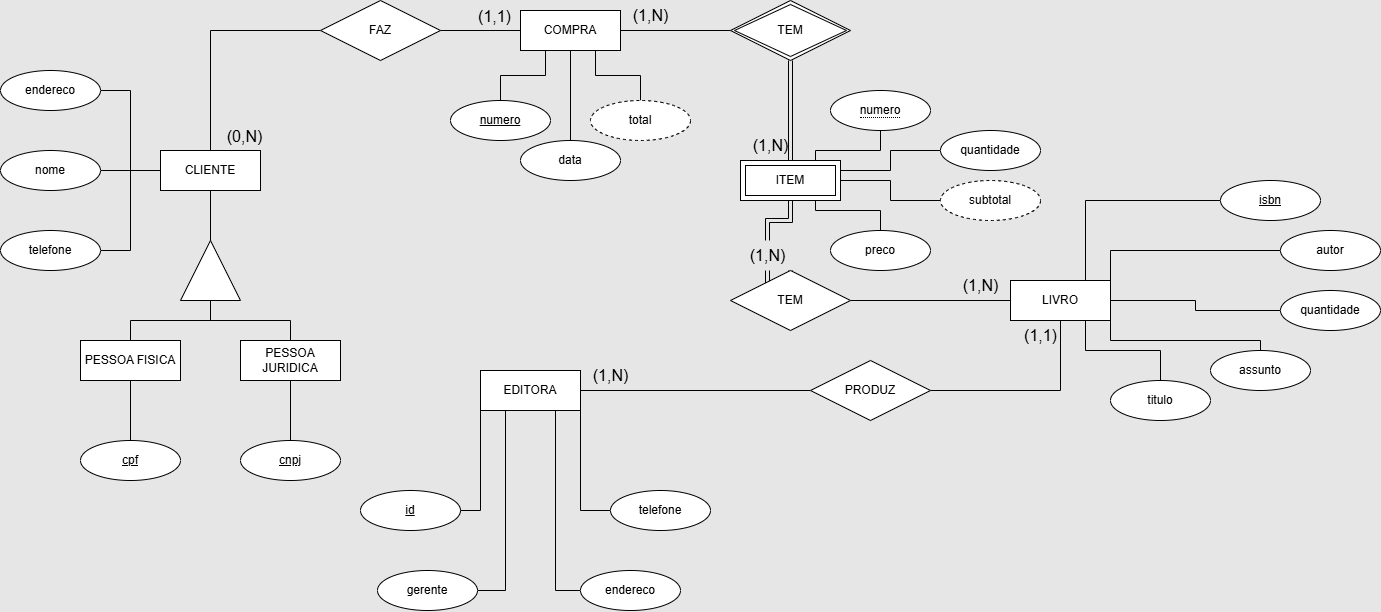 FAZ
(1,1)
COMPRA
(1,N)
TEM
endereco
numero
total
numero
(0,N)
data
(1,N)
quantidade
CLIENTE
nome
ITEM
subtotal
isbn
telefone
preco
autor
(1,N)
TEM
(1,N)
LIVRO
quantidade
(1,1)
PESSOA FISICA
PESSOA
JURIDICA
assunto
EDITORA
(1,N)
PRODUZ
titulo
cpf
cnpj
id
telefone
gerente
endereco